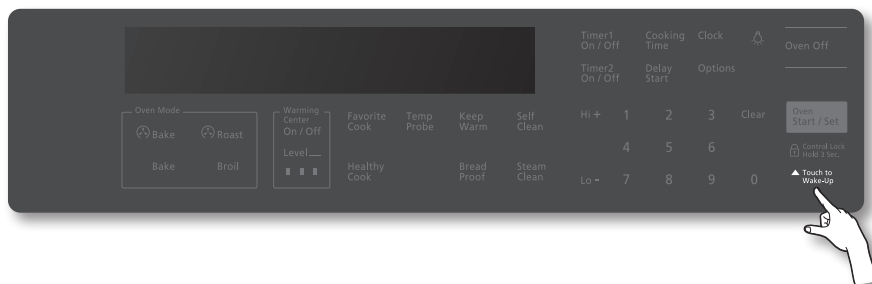 Timer1
On / Off
Cooking
Time
Clock
Oven Off
Timer2
On / Off
Delay
Start
Options
Oven Mode
Bake
Roast
Bake
Broil
Warming
Center
On / Off
Level
Favorite
Cook
Temp
Probe
Keep
Warm
Self
Clean
Healthy
Cook
Bread
Proof
Steam
Clean
Hi + 1 2 3 Clear
4 5 6
Lo - 7 8 9 0
Oven
Start / Set
Control Lock
Hold 3 Sec.
Touch to
Wake-Up